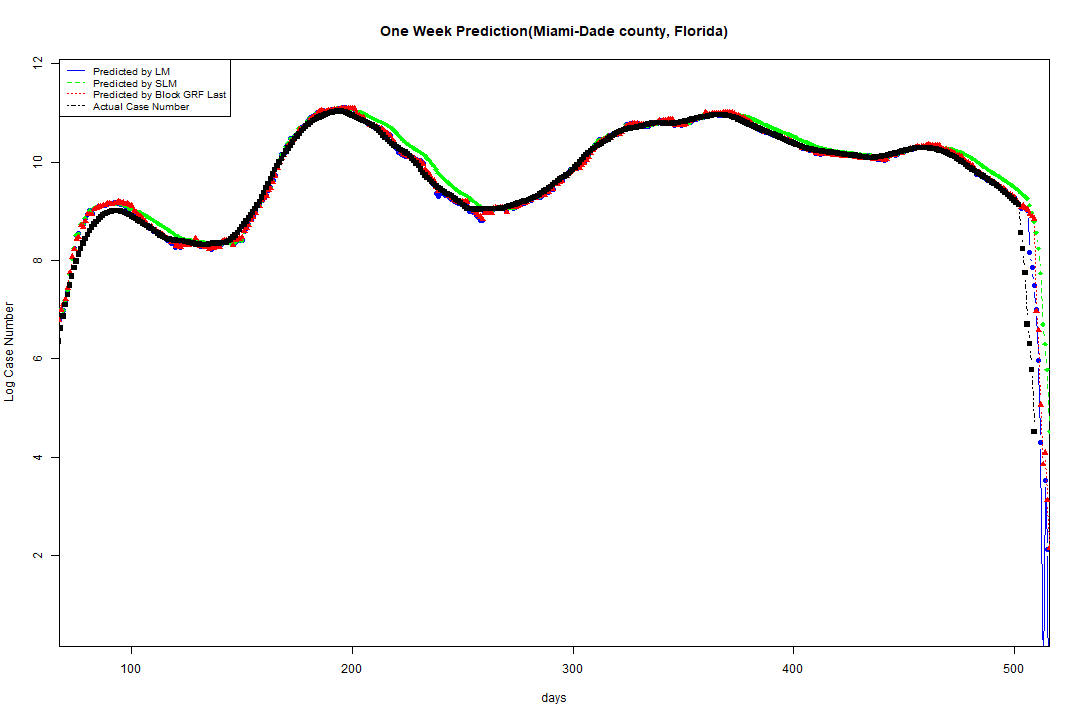 One Week Prediction(Miami-Dade county, Florida)
Predicted by LM
Predicted by SLM
Predicted by Block GRF Last
Actual Case Number
12
10
8
6
4
2
Log Case Number
100
200
300
400
500
days